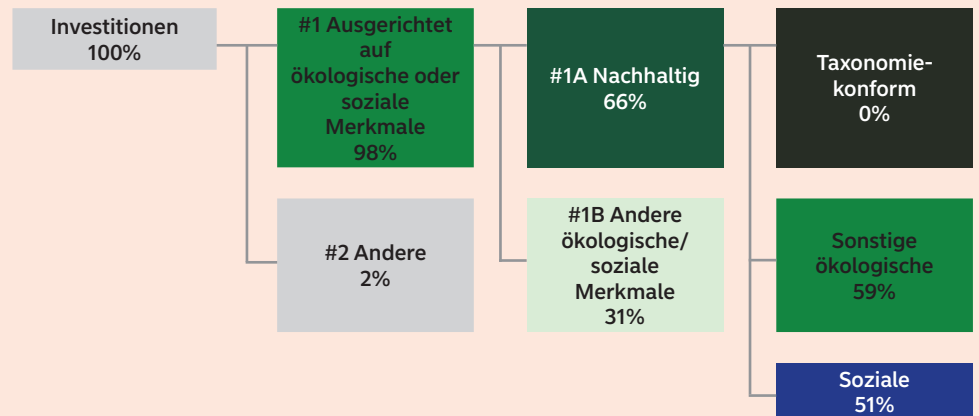 Investitionen
100%
#1 Ausgerichtet
auf
ökologische oder
soziale
Merkmale
98%
#1A Nachhaltig
66%
Taxonomie-
konform
0%
#2 Andere
2%
#1B Andere
ökologische/
soziale
Merkmale
31%
Sonstige
ökologische
59%
Soziale
51%